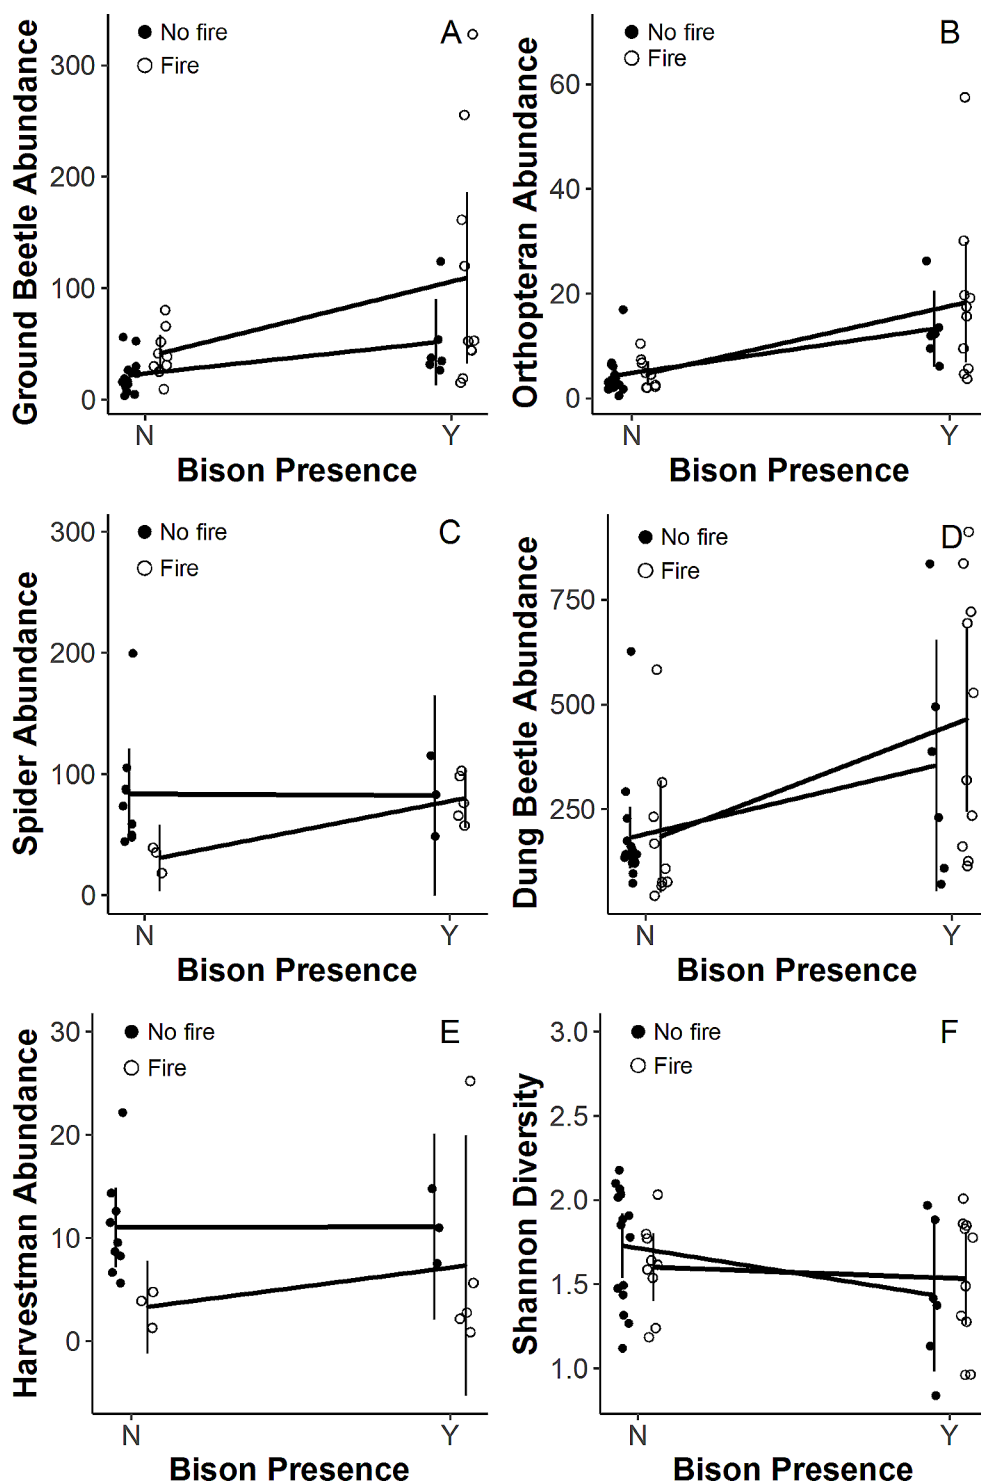 A
No fire
Fire
300
200
100
0
Ground Beetle Abundance
N
Y
Bison Presence
B
No fire
Fire
60
40
20
0
Orthopteran Abundance
N
Y
Bison Presence
C
No fire
Fire
300
200
100
0
Spider Abundance
N
Y
Bison Presence
D
No fire
Fire
750
500
250
Dung Beetle Abundance
N
Y
Bison Presence
E
No fire
Fire
30
20
10
0
Harvestman Abundance
N
Y
Bison Presence
F
No fire
Fire
3.0
2.5
2.0
1.5
1.0
Shannon Diversity
N
Y
Bison Presence